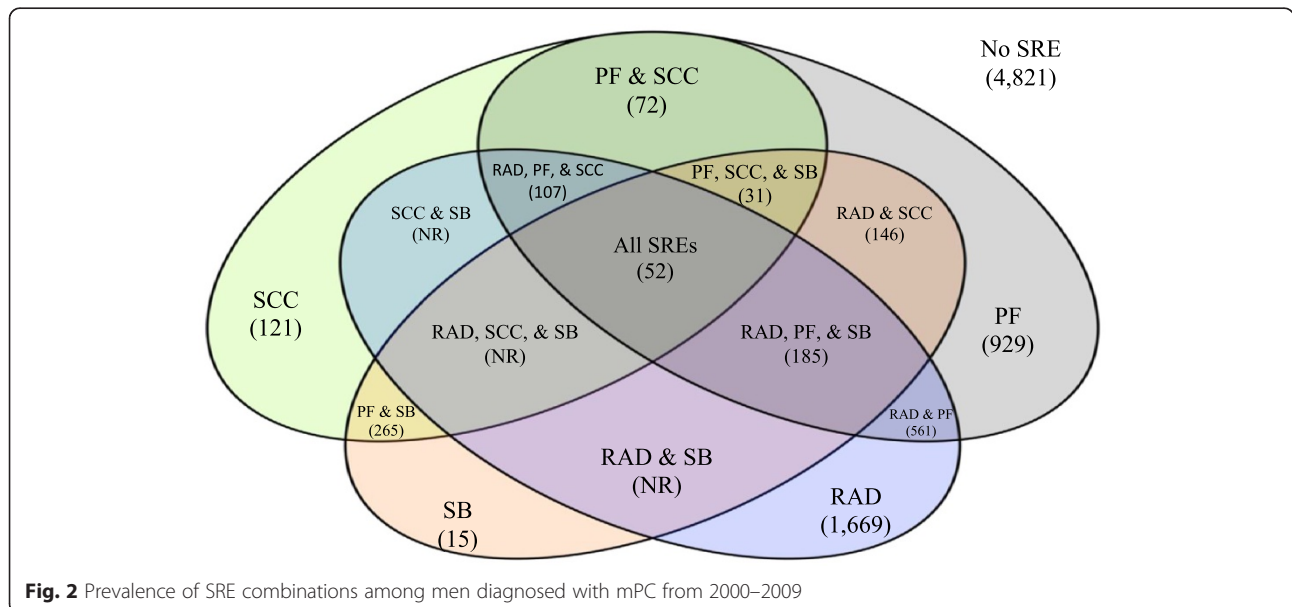 No SRE
(4,821)
PF & SCC
(72)
RAD, PF, & SCC
(107)
PF, SCC, & SB
(31)
SCC & SB
(NR)
RAD & SCC
(146)
All SREs
(52)
SCC
(121)
PF
(929)
RAD, SCC, & SB
(NR)
RAD, PF, & SB
(185)
PF & SB
(265)
RAD & PF
(561)
RAD & SB
(NR)
SB
(15)
RAD
(1,669)
Fig. 2 Prevalence of SRE combinations among men diagnosed with mPC from 2000–2009